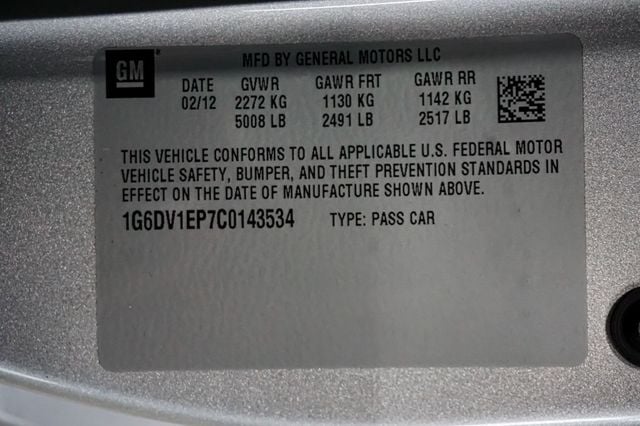 GM
MFD BY GENERAL MOTORS LLC
DATE GVWR GAWR FRT GAWR RR
02/12 2272 KG 1130 KG 1142 KG
5008 LB 2491 LB 2517 LB
THIS VEHICLE CONFORMS TO ALL APPLICABLE U.S. FEDERAL MOTOR
VEHICLE SAFETY, BUMPER, AND THEFT PREVENTION STANDARDS IN
EFFECT ON THE DATE OF MANUFACTURE SHOWN ABOVE.
1G6DV1EP7C0143534 TYPE: PASS CAR